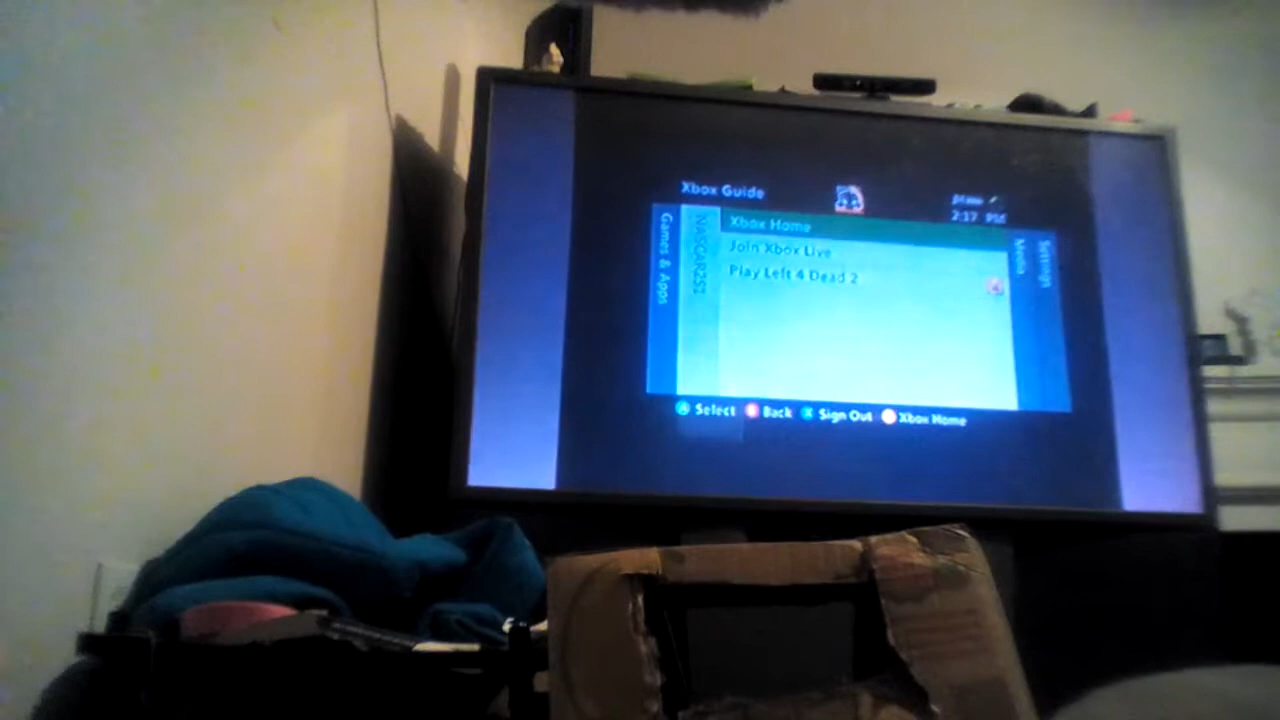 Xbox Guide
2:17 PM
Games & Apps
NASCAR2S1
Xbox Home
Join Xbox Live
Play Left 4 Dead 2
Media
Settings
A Select B Back X Sign Out Xbox Home